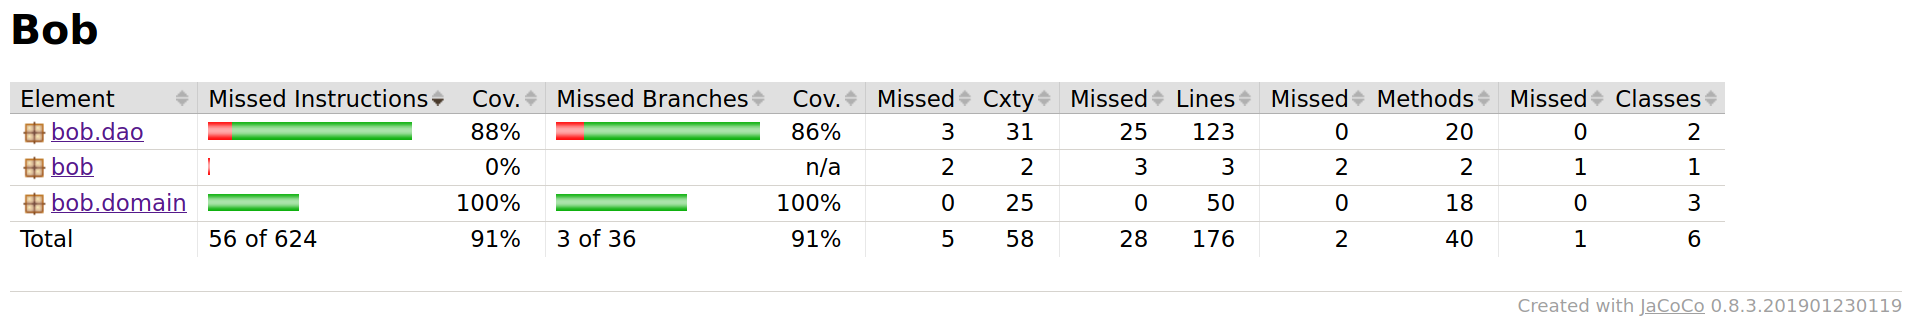 Bob
Element Missed Instructions Cov. Missed Branches Cov. Missed Cxty Missed Lines Missed Methods Missed Classes
bob.dao 88% 86% 3 31 25 123 0 20 0 2
bob 0% n/a 2 2 3 3 2 2 1 1
bob.domain 100% 100% 0 25 0 50 0 18 0 3
Total 56 of 624 91% 3 of 36 91% 5 58 28 176 2 40 1 6
Created with JaCoCo 0.8.3.201901230119